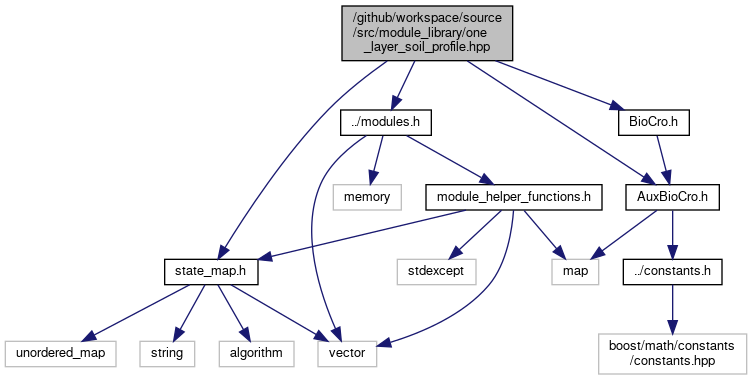 /github/workspace/source
/src/module_library/one
_layer_soil_profile.hpp
../modules.h
BioCro.h
memory
module_helper_functions.h
AuxBioCro.h
state_map.h
stdexcept
map
../constants.h
unordered_map
string
algorithm
vector
boost/math/constants
/constants.hpp